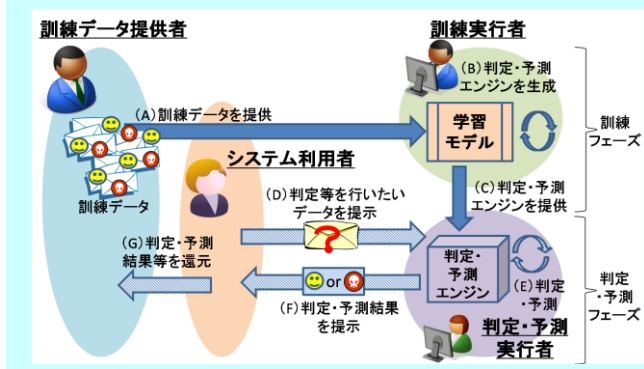 訓練データ提供者
訓練実行者
(B)判定・予測
エンジンを生成
(A)訓練データを提供
学習
モデル
訓練
フェーズ
システム利用者
訓練データ
(D)判定等を行いたい
データを提示
(C)判定・予測
エンジンを提供
?
(G)判定・予測
結果等を還元
判定・
予測
エンジン
(E)判定
・予測
判定
・予測
フェーズ
or
(F)判定・予測結果
を提示
判定・予測
実行者